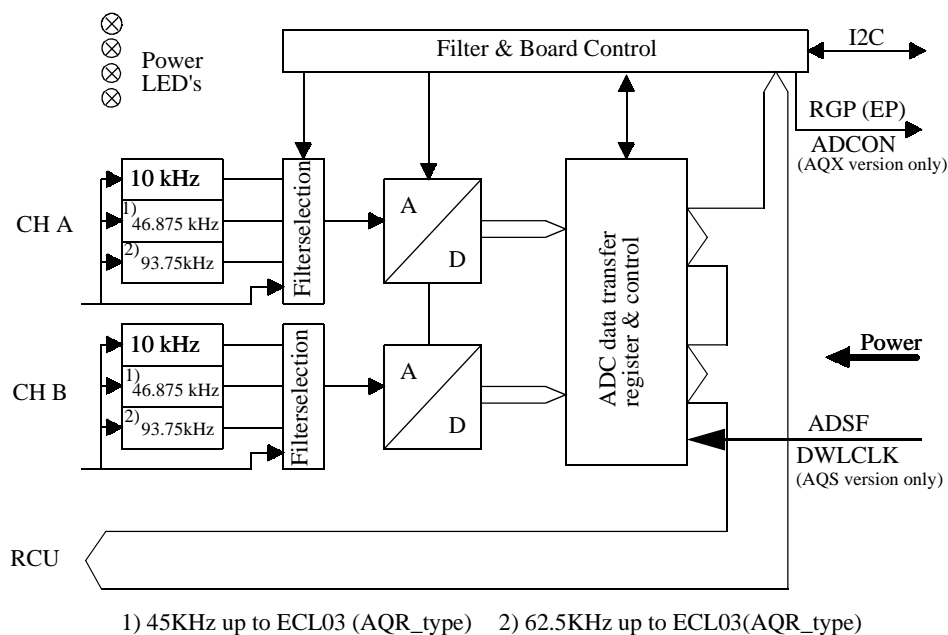 Filter & Board Control
I2C
Power
LED's
RGP (EP)
ADCON
(AQX version only)
CH A
10 kHz
1) 46.875 kHz
2) 93.75kHz
Filterselection
A
D
ADC data transfer
register & control
CH B
10 kHz
1) 46.875 kHz
2) 93.75kHz
Filterselection
A
D
Power
ADSF
DWLCLK
(AQS version only)
RCU
1) 45KHz up to ECL03 (AQR_type) 2) 62.5KHz up to ECL03(AQR_type)